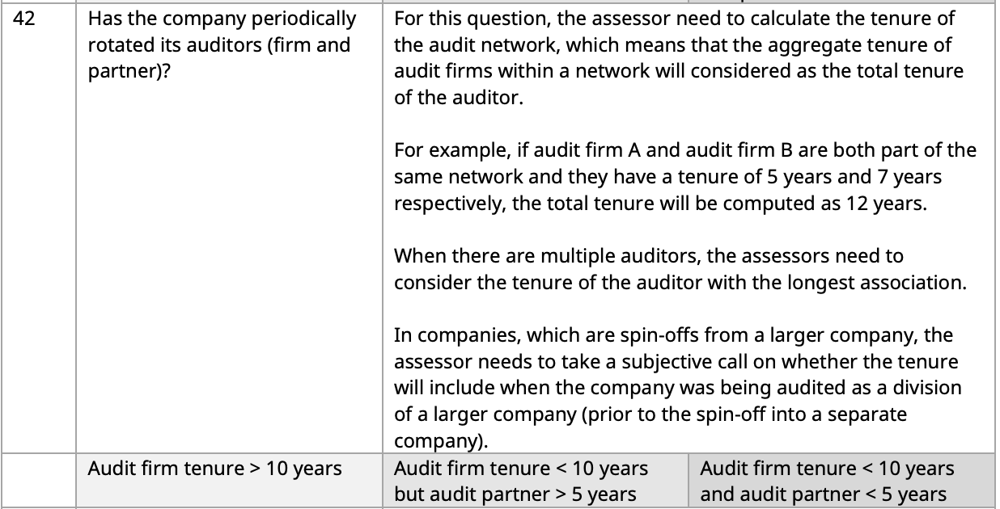 42
Has the company periodically
rotated its auditors (firm and
partner)?
For this question, the assessor need to calculate the tenure of
the audit network, which means that the aggregate tenure of
audit firms within a network will considered as the total tenure
of the auditor.
For example, if audit firm A and audit firm B are both part of the
same network and they have a tenure of 5 years and 7 years
respectively, the total tenure will be computed as 12 years.
When there are multiple auditors, the assessors need to
consider the tenure of the auditor with the longest association.
In companies, which are spin-offs from a larger company, the
assessor needs to take a subjective call on whether the tenure
will include when the company was being audited as a division
of a larger company (prior to the spin-off into a separate
company).
Audit firm tenure > 10 years
Audit firm tenure < 10 years
but audit partner > 5 years
Audit firm tenure < 10 years
and audit partner < 5 years